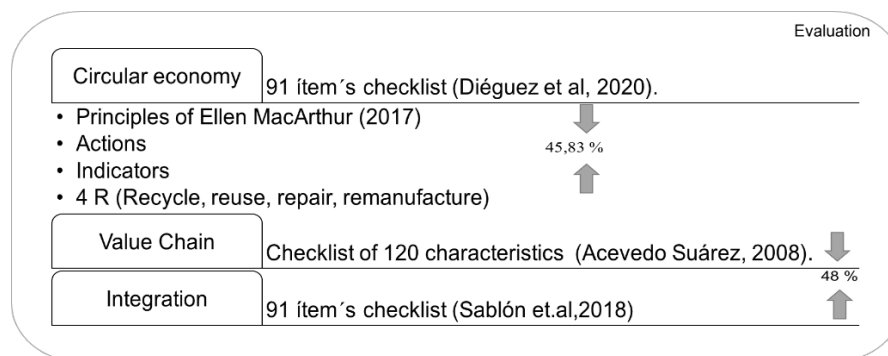 Evaluation
Circular economy
91 ítem´s checklist (Diéguez et al, 2020).
• Principles of Ellen MacArthur (2017)
• Actions
45,83 %
• Indicators
• 4 R (Recycle, reuse, repair, remanufacture)
Value Chain
Checklist of 120 characteristics (Acevedo Suárez, 2008).
48 %
Integration
91 ítem´s checklist (Sablón et.al,2018)